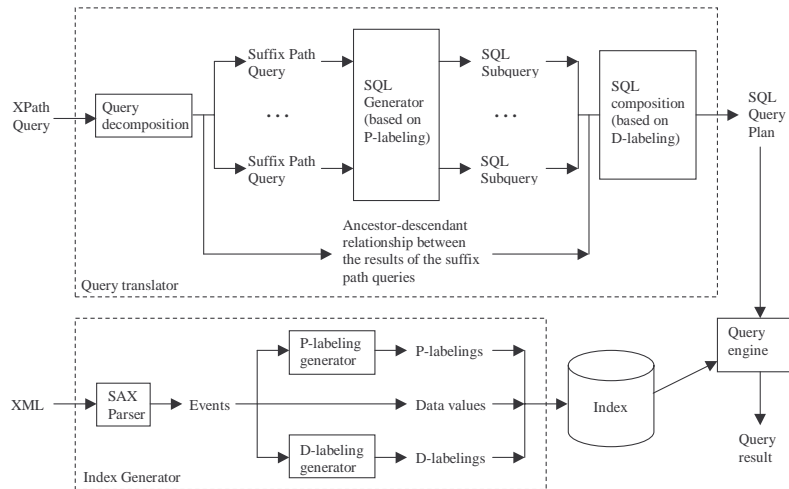 XPath
Query
Query
decomposition
Suffix Path
Query
...
Suffix Path
Query
SQL
Generator
(based on
P-labeling)
SQL
Subquery
...
SQL
Subquery
SQL
composition
(based on
D-labeling)
SQL
Query
Plan
Ancestor-descendant
relationship between
the results of the suffix
path queries
Query translator
XML
SAX
Parser
Events
P-labeling
generator
P-labelings
Data values
D-labeling
generator
D-labelings
Index Generator
Index
Query
engine
Query
result